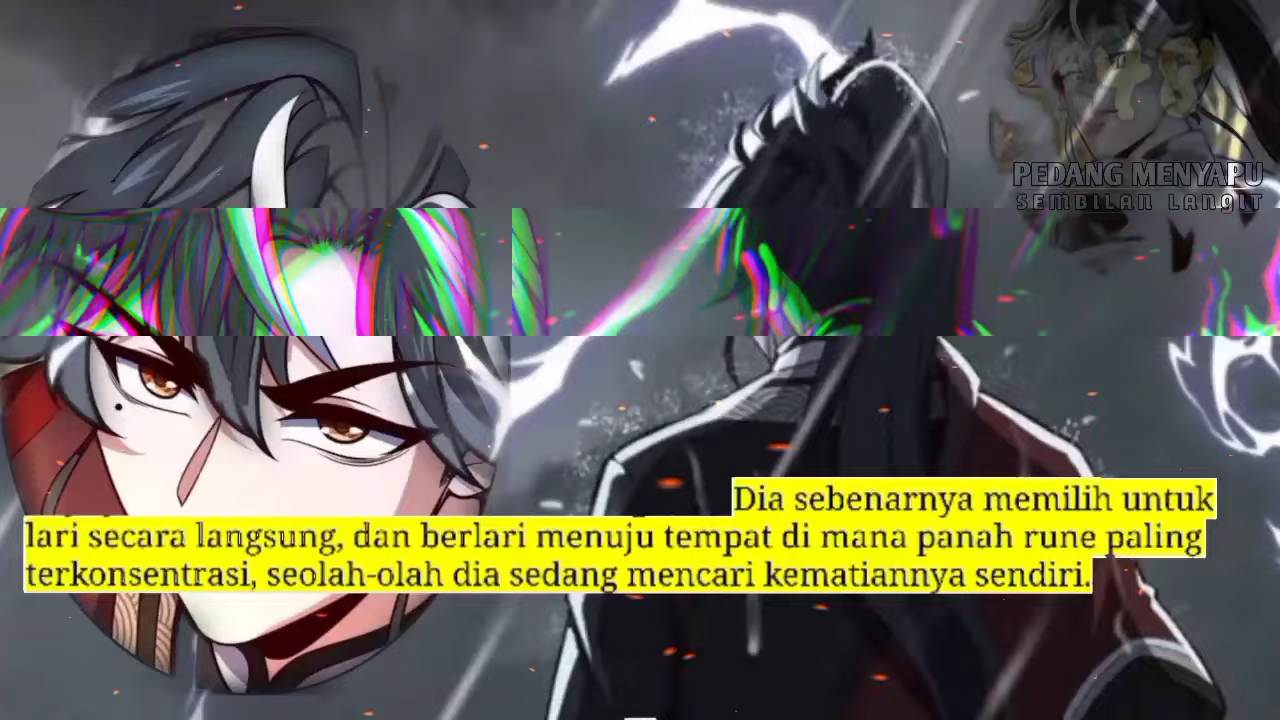 PEDANG MENYAPU
SEMBILAN LANGIT
Dia sebenarnya memilih untuk
lari secara langsung, dan berlari menuju tempat di mana panah rune paling
terkonsentrasi, seolah-olah dia sedang mencari kematiannya sendiri.